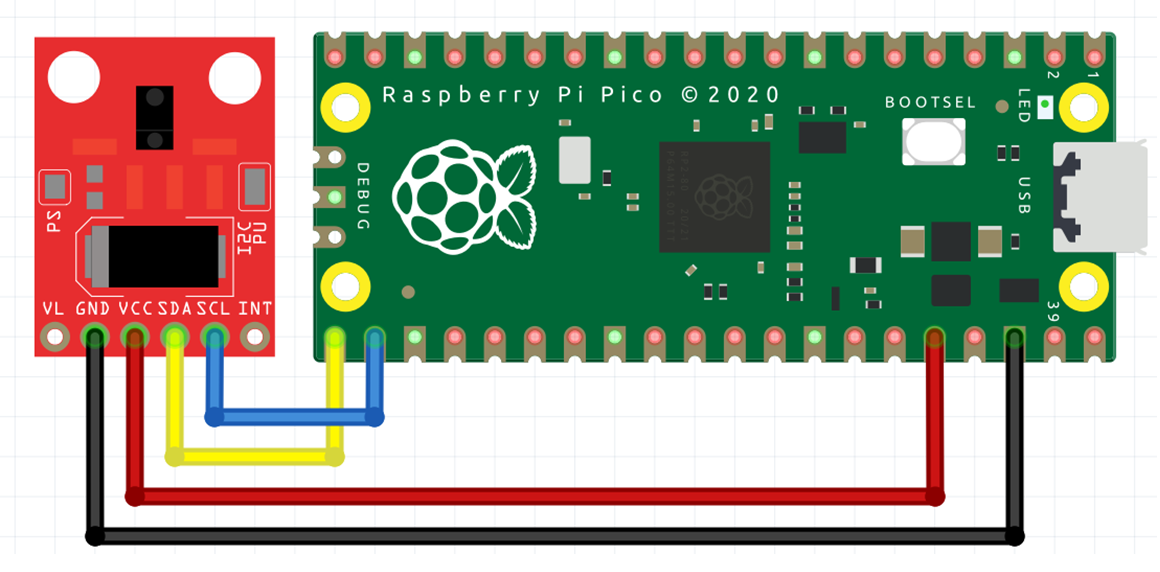 Raspberry Pi Pico ©2020
BOOTSEL
LED
2
1
DEBUG
USB
39
PS
I2C
PU
VL GND VCC SDA SCL INT